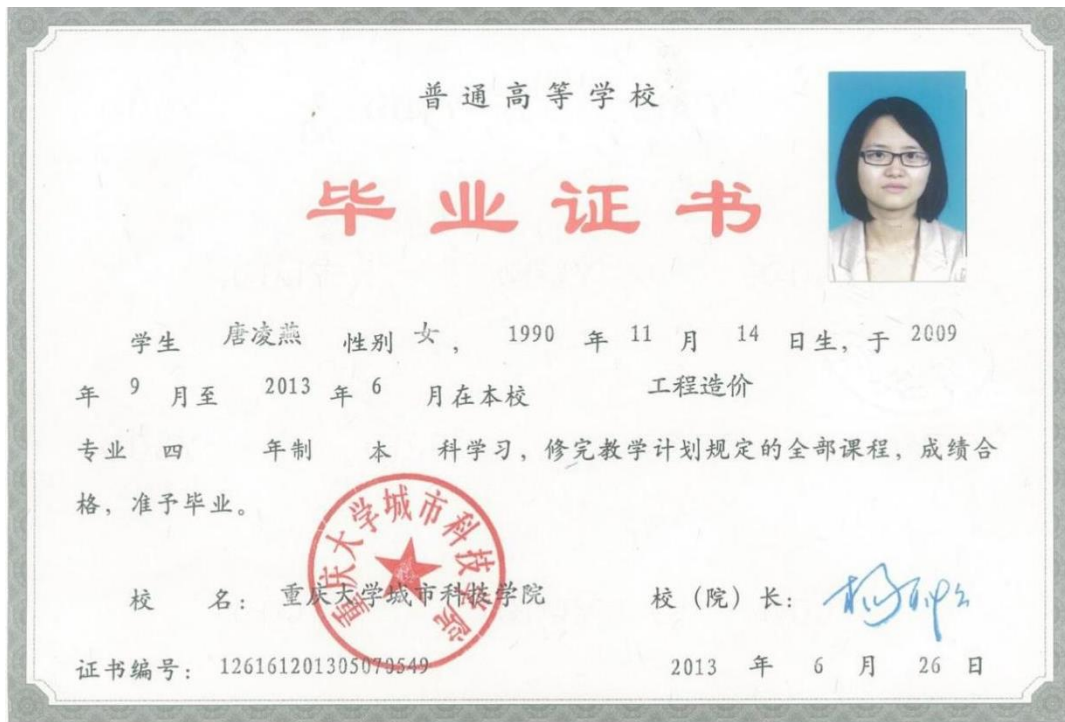 普通高等学校
毕业证书
学生 唐凌燕 性别 女， 1990 年 11 月 14 日生，于 2009
年 9 月至 2013 年 6 月在本校 工程造价
专业 四 年制 本 科学习，修完教学计划规定的全部课程，成绩合
格，准予毕业。
重庆大学城市科技学院
校 名： 重庆大学城市科技学院 校（院）长：
证书编号： 126161201305070549 2013 年 6 月 26 日